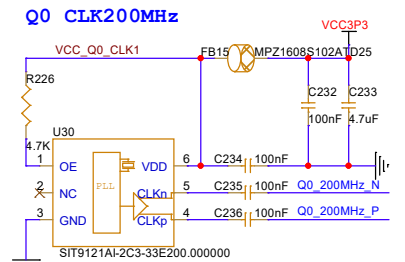 Q0 CLK200MHz
VCC3P3
VCC_Q0_CLK1
FB15 MPZ1608S102ATD25
R226
C232
C233
100nF
4.7uF
4.7K
U30
1
OE
VDD
6
C234
100nF
2
NC
PLL
CLKn
5
C235
100nF
Q0_200MHz_N
3
GND
CLKp
4
C236
100nF
Q0_200MHz_P
SIT9121AI-2C3-33E200.000000